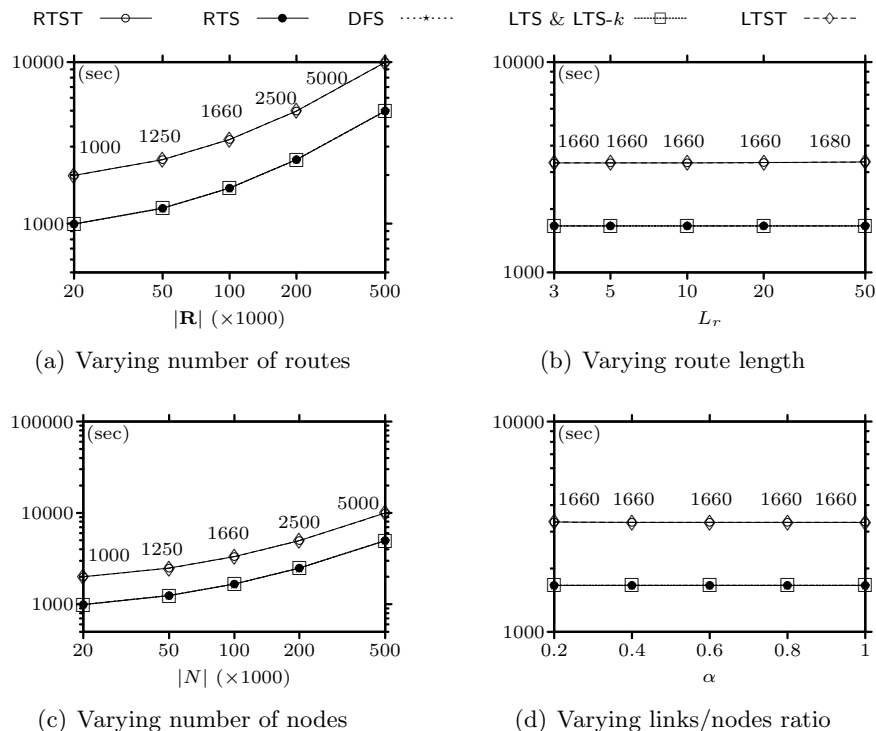 RTST RTS DFS LTS & LTS-k LTST
10000
(sec)
1000
1000 1250 1660 2500 5000
20 50 100 200 500
|R| (×1000)
(a) Varying number of routes
10000
(sec)
1000
1660 1660 1660 1660 1680
3 5 10 20 50
L_r
(b) Varying route length
100000
(sec)
10000
1000
1000 1250 1660 2500 5000
20 50 100 200 500
|N| (×1000)
(c) Varying number of nodes
10000
(sec)
1000
1660 1660 1660 1660 1660
0.2 0.4 0.6 0.8 1
α
(d) Varying links/nodes ratio